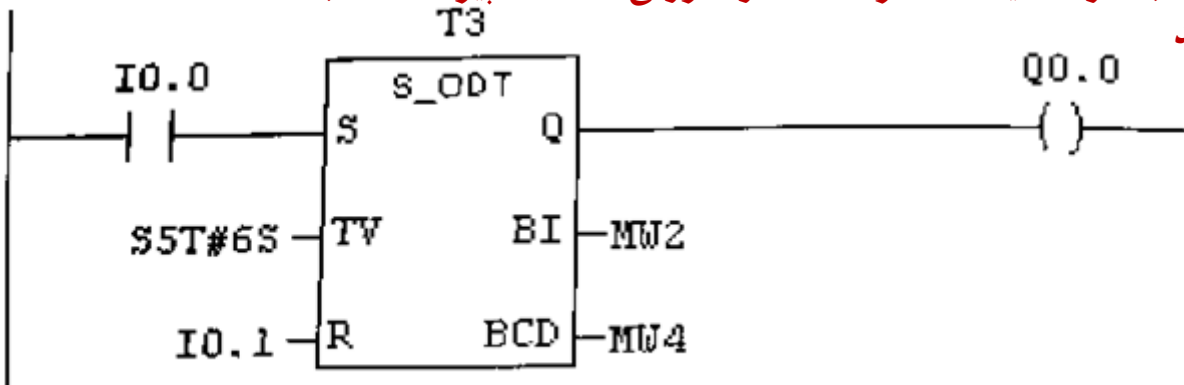 T3
I0.0
S_ODT
Q0.0
S
Q
S5T#6S
TV
BI
MW2
I0.1
R
BCD
MW4